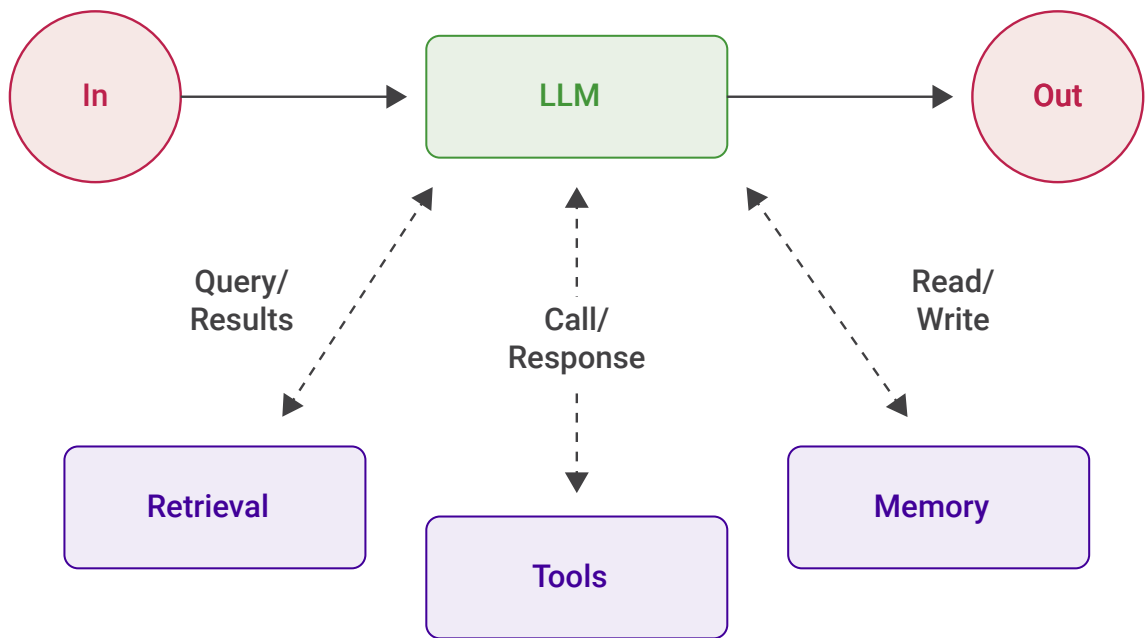 In
LLM
Out
Query/
Results
Call/
Response
Read/
Write
Retrieval
Tools
Memory